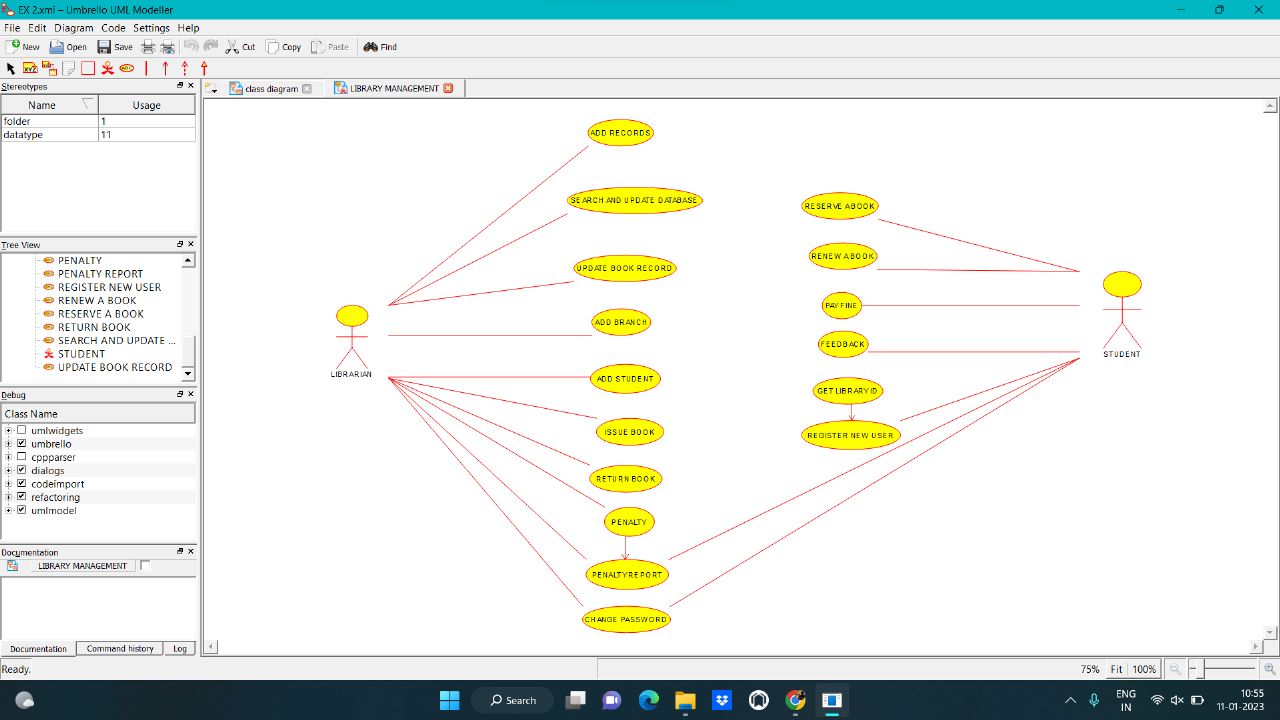 EX 2.xmi – Umbrello UML Modeller
File Edit Diagram Code Settings Help
New Open Save Cut Copy Paste Find
XYZ
Stereotypes
Name Usage
folder 1
datatype 11
Tree View
PENALTY
PENALTY REPORT
REGISTER NEW USER
RENEW A BOOK
RESERVE A BOOK
RETURN BOOK
SEARCH AND UPDATE ...
STUDENT
UPDATE BOOK RECORD
Debug
Class Name
umlwidgets
umbrello
cppparser
dialogs
codeimport
refactoring
umlmodel
Documentation
LIBRARY MANAGEMENT
Documentation Command history Log
class diagram LIBRARY MANAGEMENT
ADD RECORDS
SEARCH AND UPDATE DATABASE
UPDATE BOOK RECORD
ADD BRANCH
LIBRARIAN
ADD STUDENT
ISSUE BOOK
RETURN BOOK
PENALTY
PENALTY REPORT
CHANGE PASSWORD
RESERVE A BOOK
RENEW A BOOK
PAY FINE
FEEDBACK
STUDENT
GET LIBRARY ID
REGISTER NEW USER
Ready. 75% Fit 100%
Search
ENG
IN
10:55
11-01-2023